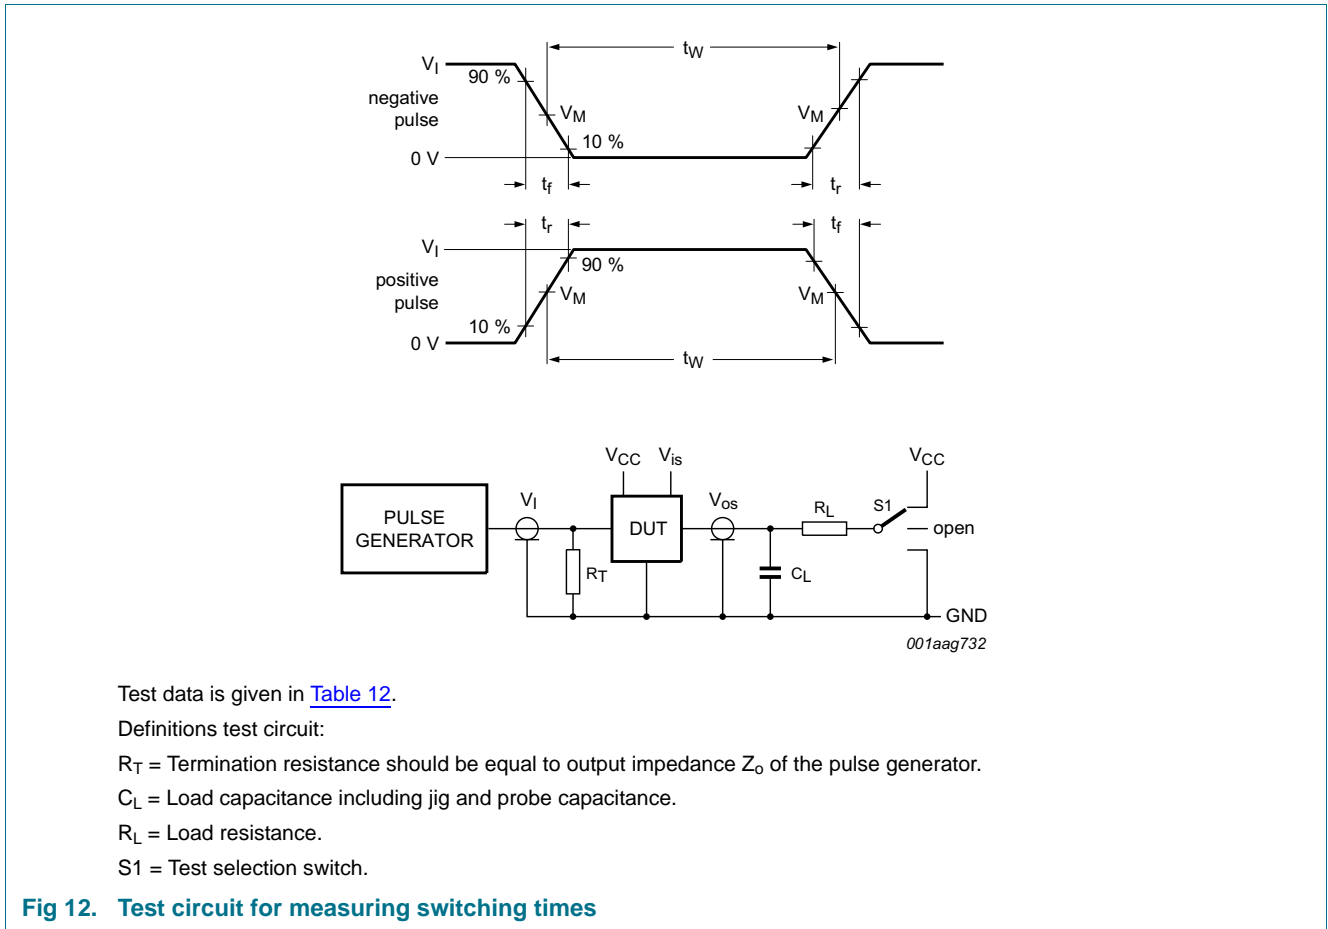 tW
VI
90 %
negative
pulse
VM
VM
10 %
0 V
tf
tr
tr
tf
VI
90 %
positive
pulse
VM
VM
10 %
0 V
tW
VCC
Vis
VCC
VI
Vos
RL
S1
PULSE
GENERATOR
DUT
open
RT
CL
GND
001aag732
Test data is given in Table 12.
Definitions test circuit:
RT = Termination resistance should be equal to output impedance Zo of the pulse generator.
CL = Load capacitance including jig and probe capacitance.
RL = Load resistance.
S1 = Test selection switch.
Fig 12. Test circuit for measuring switching times